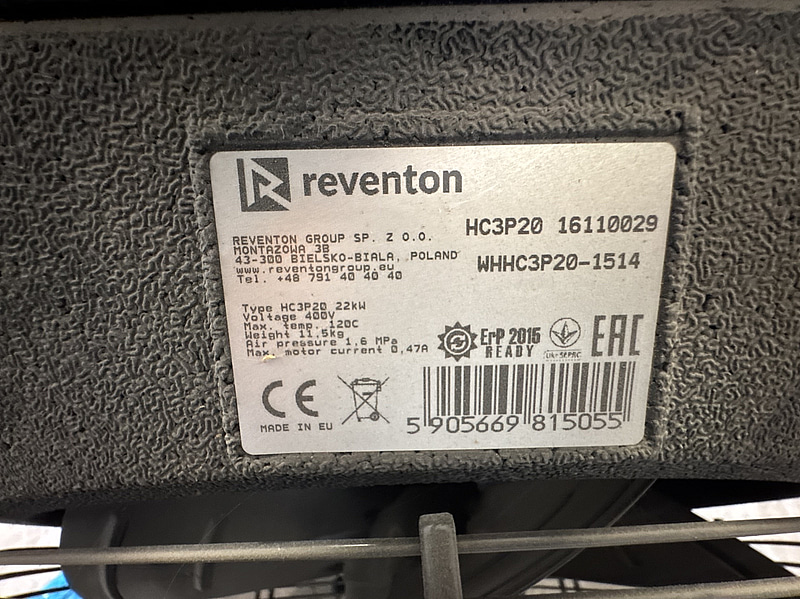 reventon
HC3P20 16110029
WHHC3P20-1514
REVENTON GROUP SP. Z O.O.
MONTAZOWA 3B
43-300 BIELSKO-BIALA, POLAND
www.reventongroup.eu
Tel. +48 791 40 40 40
Type HC3P20 22kW
Voltage 400V
Max. temp. 120C
Weight 11,5kg
Air pressure 1.6 MPa
Max. motor current 0,47A
ErP 2015
READY
EAC
CE
MADE IN EU
5 905669 815055